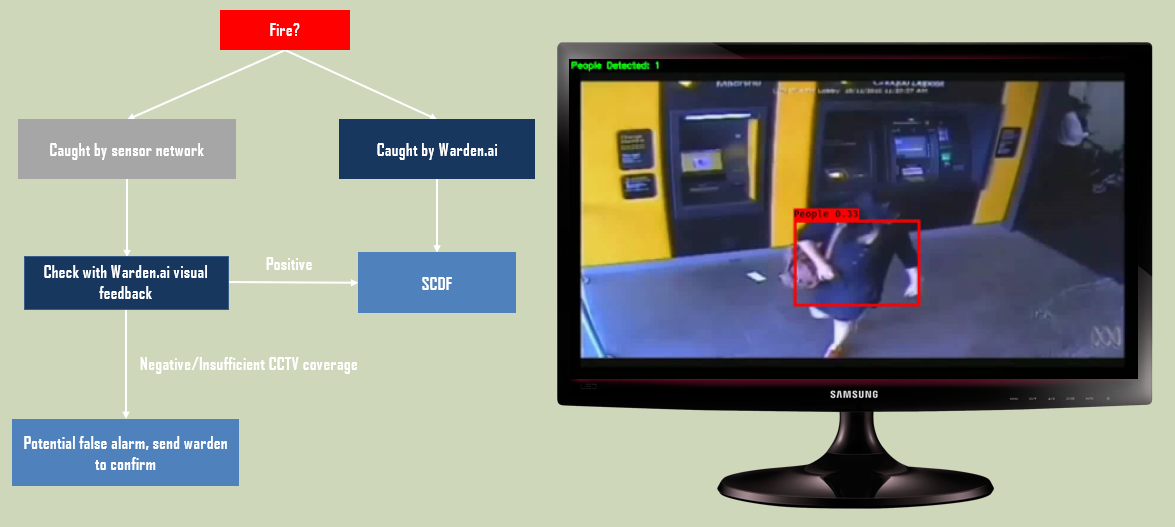 Fire?
Caught by sensor network
Caught by Warden.ai
Check with Warden.ai visual
feedback
Positive
SCDF
Negative/Insufficient CCTV coverage
Potential false alarm, send warden
to confirm
People Detected: 1
People 0.33
SAMSUNG